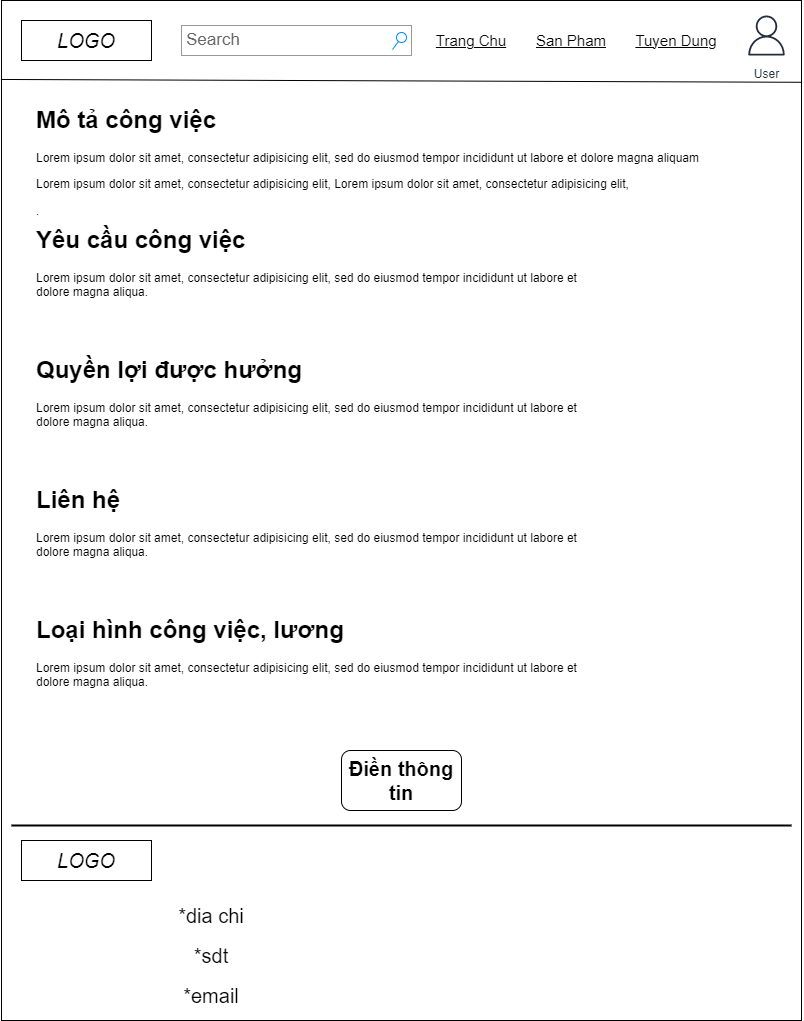 LOGO
Search
Trang Chu
San Pham
Tuyen Dung
User
Mô tả công việc
Lorem ipsum dolor sit amet, consectetur adipisicing elit, sed do eiusmod tempor incididunt ut labore et dolore magna aliquam
Lorem ipsum dolor sit amet, consectetur adipisicing elit, Lorem ipsum dolor sit amet, consectetur adipisicing elit,
.
Yêu cầu công việc
Lorem ipsum dolor sit amet, consectetur adipisicing elit, sed do eiusmod tempor incididunt ut labore et
dolore magna aliqua.
Quyền lợi được hưởng
Lorem ipsum dolor sit amet, consectetur adipisicing elit, sed do eiusmod tempor incididunt ut labore et
dolore magna aliqua.
Liên hệ
Lorem ipsum dolor sit amet, consectetur adipisicing elit, sed do eiusmod tempor incididunt ut labore et
dolore magna aliqua.
Loại hình công việc, lương
Lorem ipsum dolor sit amet, consectetur adipisicing elit, sed do eiusmod tempor incididunt ut labore et
dolore magna aliqua.
Điền thông
tin
LOGO
*dia chi
*sdt
*email